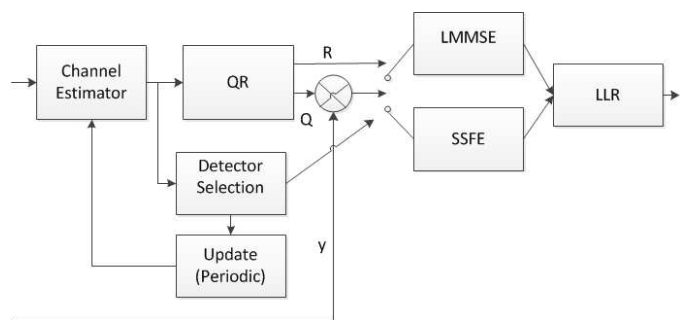 Channel
Estimator
QR
R
Q
LMMSE
SSFE
LLR
Detector
Selection
Update
(Periodic)
y